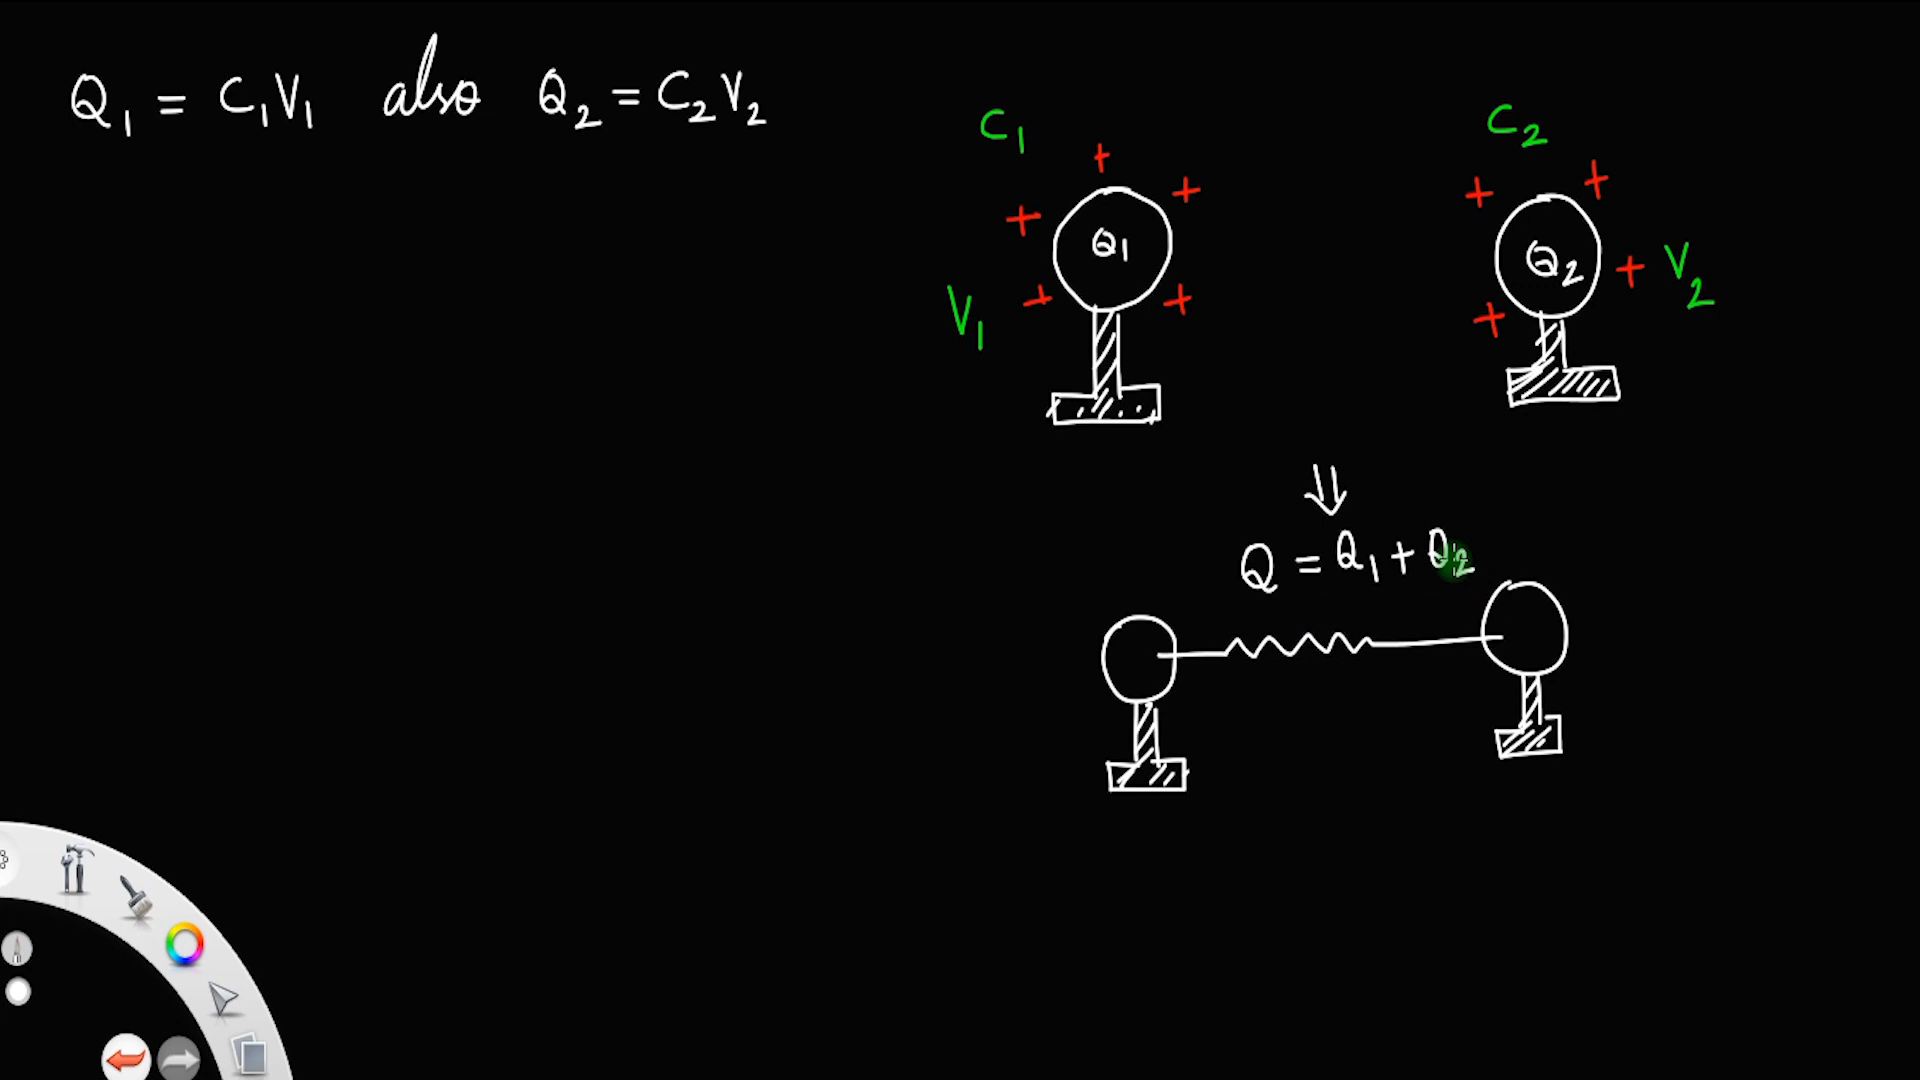 Q₁ = C₁V₁ also Q₂ = C₂V₂
C₁
C₂
+ + + + +
+ + + +
Q₁
Q₂
V₁
V₂
⇓
Q = Q₁ + Q₂